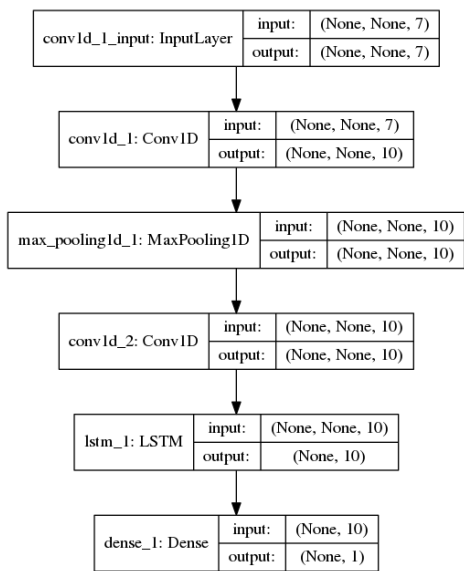 conv1d_1_input: InputLayer
input: (None, None, 7)
output: (None, None, 7)
conv1d_1: Conv1D
input: (None, None, 7)
output: (None, None, 10)
max_pooling1d_1: MaxPooling1D
input: (None, None, 10)
output: (None, None, 10)
conv1d_2: Conv1D
input: (None, None, 10)
output: (None, None, 10)
lstm_1: LSTM
input: (None, None, 10)
output: (None, 10)
dense_1: Dense
input: (None, 10)
output: (None, 1)